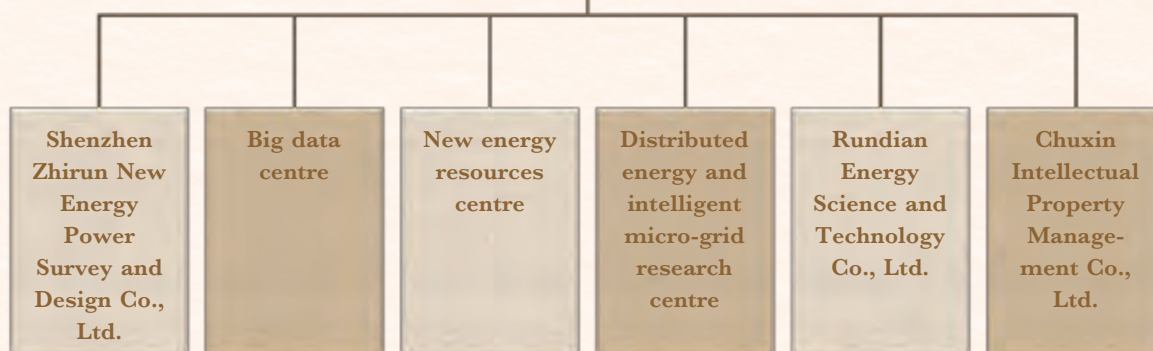 Shenzhen
Zhirun New
Energy
Power
Survey and
Design Co.,
Ltd.
Big data
centre
New energy
resources
centre
Distributed
energy and
intelligent
micro-grid
research
centre
Rundian
Energy
Science and
Technology
Co., Ltd.
Chuxin
Intellectual
Property
Manage-
ment Co.,
Ltd.